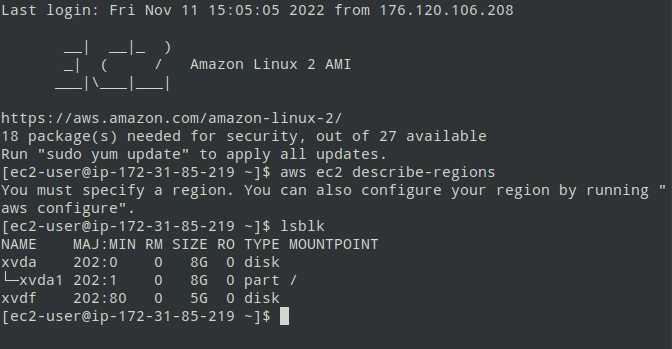 Last login: Fri Nov 11 15:05:05 2022 from 176.120.106.208

       __|  __|_  )
       _|  (     /   Amazon Linux 2 AMI
      ___|\___|___|

https://aws.amazon.com/amazon-linux-2/
18 package(s) needed for security, out of 27 available
Run "sudo yum update" to apply all updates.
[ec2-user@ip-172-31-85-219 ~]$ aws ec2 describe-regions
You must specify a region. You can also configure your region by running "
aws configure".
[ec2-user@ip-172-31-85-219 ~]$ lsblk
NAME    MAJ:MIN RM SIZE RO TYPE MOUNTPOINT
xvda    202:0    0   8G  0 disk
└─xvda1 202:1    0   8G  0 part /
xvdf    202:80   0   5G  0 disk
[ec2-user@ip-172-31-85-219 ~]$